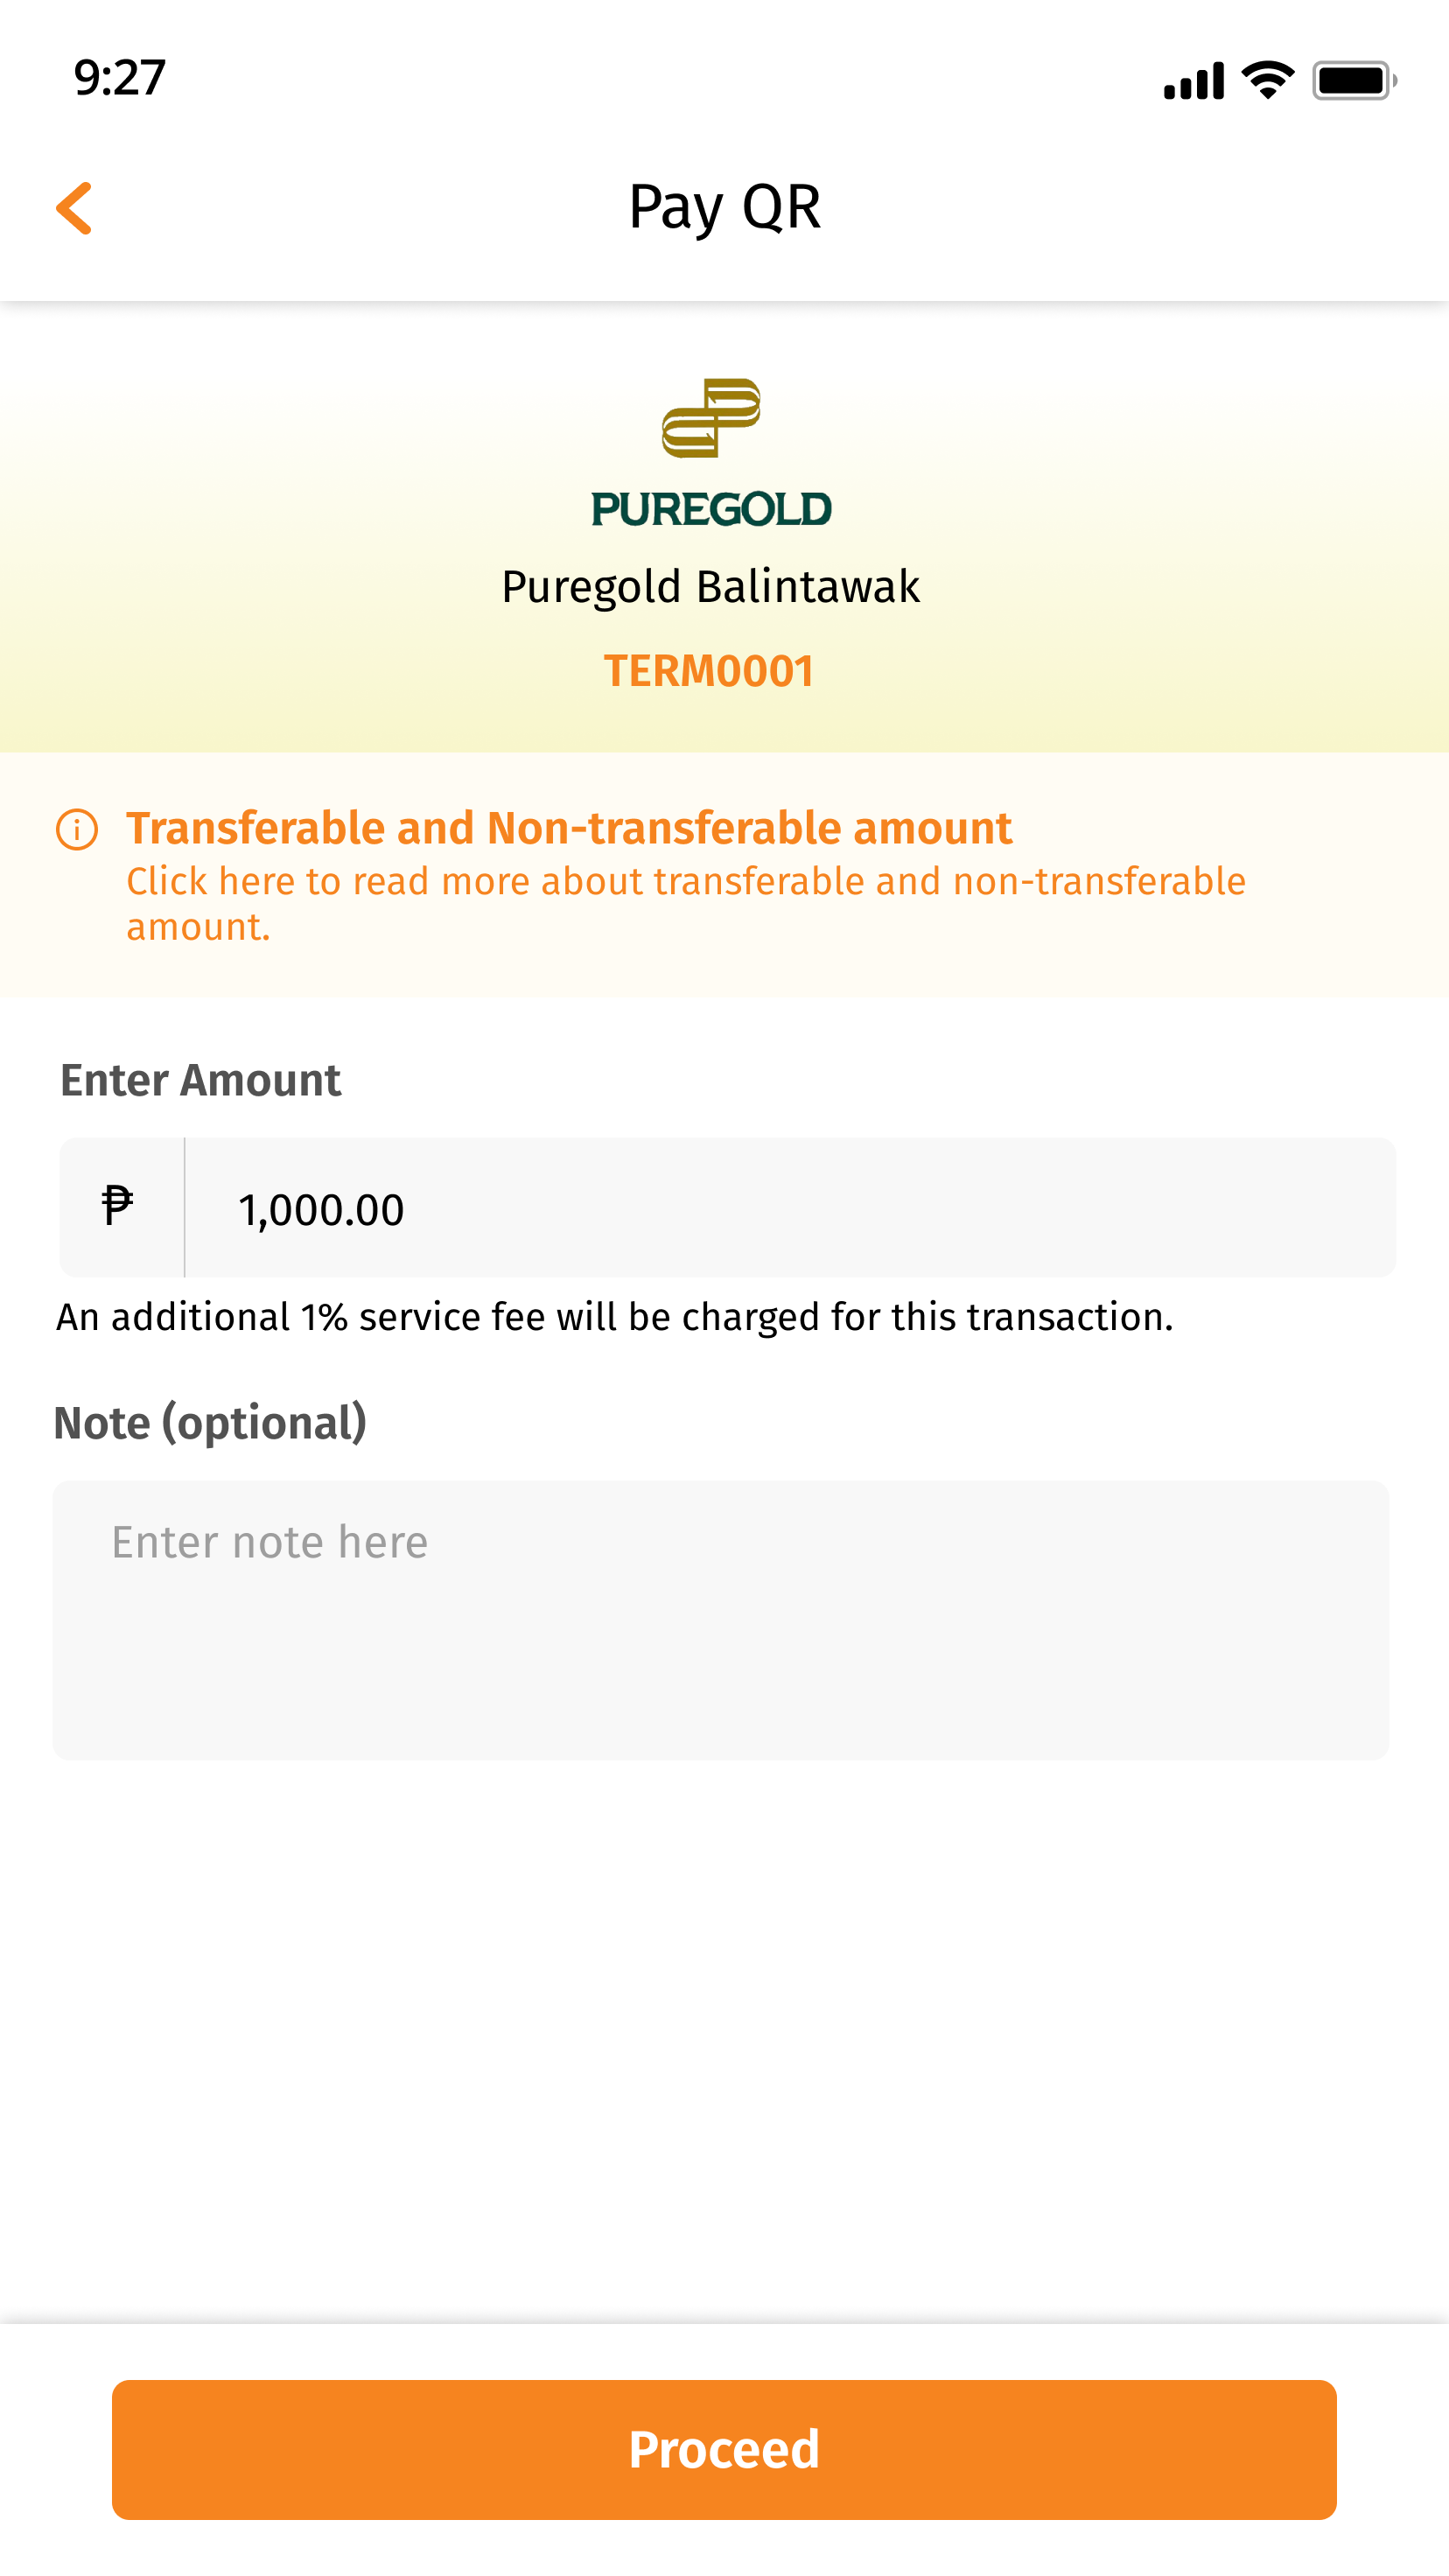 9:27
Pay QR
PUREGOLD
Puregold Balintawak
TERM0001
Transferable and Non-transferable amount
Click here to read more about transferable and non-transferable
amount.
Enter Amount
₱ 1,000.00
An additional 1% service fee will be charged for this transaction.
Note (optional)
Enter note here
Proceed